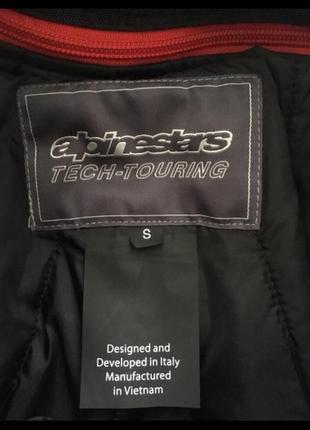 alpinestars
TECH-TOURING
S
Designed and
Developed in Italy
Manufactured
in Vietnam